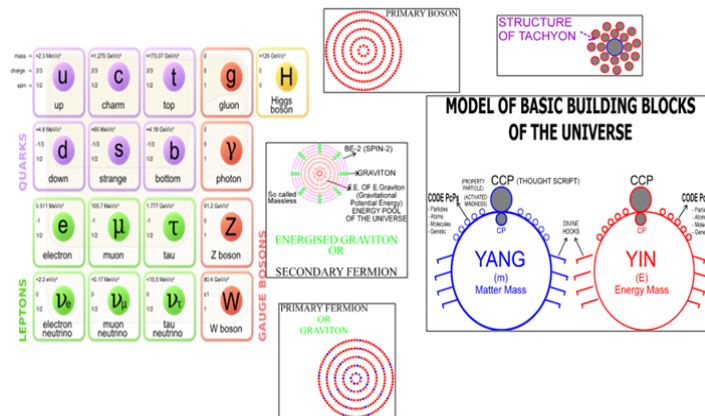 PRIMARY BOSON
STRUCTURE
OF TACHYON
mass → ≈2.3 MeV/c² ≈1.275 GeV/c² ≈173.07 GeV/c² 0 ≈126 GeV/c²
charge → 2/3 2/3 2/3 0 0
spin → 1/2 1/2 1/2 1 0
u c t g H
up charm top gluon Higgs
boson
QUARKS
≈4.8 MeV/c² ≈95 MeV/c² ≈4.18 GeV/c² 0
-1/3 -1/3 -1/3 0
1/2 1/2 1/2 1
d s b γ
down strange bottom photon
0.511 MeV/c² 105.7 MeV/c² 1.777 GeV/c² 91.2 GeV/c²
-1 -1 -1 0
1/2 1/2 1/2 1
e μ τ Z
electron muon tau Z boson
LEPTONS
<2.2 eV/c² <0.17 MeV/c² <15.5 MeV/c² 80.4 GeV/c²
0 0 0 ±1
1/2 1/2 1/2 1
νe νμ ντ W
electron
neutrino
muon
neutrino
tau
neutrino
W boson
GAUGE BOSONS
BE-2 (SPIN-2)
GRAVITON
So called
Massless
(Gravitational
Potential Energy)
ENERGY POOL
OF THE UNIVERSE
ENERGISED GRAVITON
OR
SECONDARY FERMION
PRIMARY FERMION
OR
GRAVITON
MODEL OF BASIC BUILDING BLOCKS
OF THE UNIVERSE
CCP (THOUGHT SCRIPT)
CCP
(PROPERTY
PARTICLE)
(ACTIVATED
MINDNESS)
CODE PcPs
- Particles
- Atoms
- Molecules
- Genetic
CP
DIVINE
HOOKS
CP
CODE Pc
- Particles
- Atoms
- Mole
- Gene
YANG
(m)
Matter Mass
YIN
(E)
Energy Mass